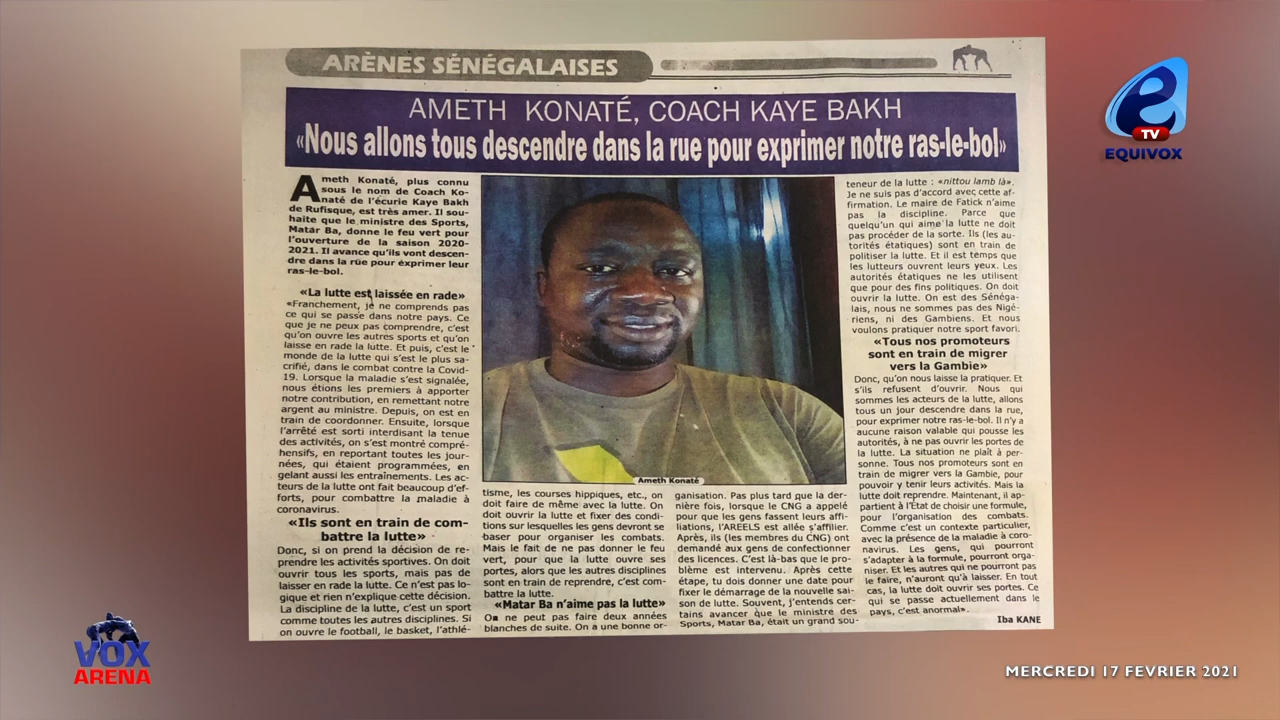 ARÈNES SÉNÉGALAISES
AMETH KONATÉ, COACH KAYE BAKH
«Nous allons tous descendre dans la rue pour exprimer notre ras-le-bol»
Ameth Konaté, plus connu
sous le nom de Coach Ko-
naté de l'écurie Kaye Bakh
de Rufisque, est très amer. Il sou-
haite que le ministre des Sports,
Matar Ba, donne le feu vert pour
l'ouverture de la saison 2020-
2021. Il avance qu'ils vont descen-
dre dans la rue pour exprimer leur
ras-le-bol.
«La lutte est laissée en rade»
«Franchement, je ne comprends pas
ce qui se passe dans notre pays. Ce
que je ne peux pas comprendre, c'est
qu'on ouvre les autres sports et qu'on
laisse en rade la lutte. Et puis, c'est le
monde de la lutte qui s'est le plus sa-
crifié, dans le combat contre la Covid-
19. Lorsque la maladie s'est signalée,
nous étions les premiers à apporter
notre contribution, en remettant notre
argent au ministre. Depuis, on est en
train de coordonner. Ensuite, lorsque
l'arrêté est sorti interdisant la tenue
des activités, on s'est montré compré-
hensifs, en reportant toutes les jour-
nées, qui étaient programmées, en
gelant aussi les entraînements. Les ac-
teurs de la lutte ont fait beaucoup d'ef-
forts, pour combattre la maladie à
coronavirus.
«Ils sont en train de com-
battre la lutte»
Donc, si on prend la décision de re-
prendre les activités sportives. On doit
ouvrir tous les sports, mais pas de
laisser en rade la lutte. Ce n'est pas lo-
gique et rien n'explique cette décision.
La discipline de la lutte, c'est un sport
comme toutes les autres disciplines. Si
on ouvre le football, le basket, l'athlé-
Ameth Konaté
tisme, les courses hippiques, etc., on
doit faire de même avec la lutte. On
doit ouvrir la lutte et fixer des condi-
tions sur lesquelles les gens devront se
baser pour organiser les combats.
Mais le fait de ne pas donner le feu
vert, pour que la lutte ouvre ses
portes, alors que les autres disciplines
sont en train de reprendre, c'est com-
battre la lutte.
«Matar Ba n'aime pas la lutte»
On ne peut pas faire deux années
blanches de suite. On a une bonne or-
ganisation. Pas plus tard que la der-
nière fois, lorsque le CNG a appelé
pour que les gens fassent leurs affi-
liations, l'AREELS est allée s'affilier.
Après, ils (les membres du CNG) ont
demandé aux gens de confectionner
des licences. C'est là-bas que le pro-
blème est intervenu. Après cette
étape, tu dois donner une date pour
fixer le démarrage de la nouvelle sai-
son de lutte. Souvent, j'entends cer-
tains avancer que le ministre des
Sports, Matar Ba, était un grand sou-
teneur de la lutte : «nittou lamb là».
Je ne suis pas d'accord avec cette af-
firmation. Le maire de Fatick n'aime
pas la discipline. Parce que
quelqu'un qui aime la lutte ne doit
pas procéder de la sorte. Ils (les au-
torités étatiques) sont en train de
politiser la lutte. Et il est temps que
les lutteurs ouvrent leurs yeux. Les
autorités étatiques ne les utilisent
que pour des fins politiques. On doit
ouvrir la lutte. On est des Sénéga-
lais, nous ne sommes pas des Nigé-
riens, ni des Gambiens. Et nous
voulons pratiquer notre sport favori.
«Tous nos promoteurs
sont en train de migrer
vers la Gambie»
Donc, qu'on nous laisse la pratiquer. Et
s'ils refusent d'ouvrir. Nous qui
sommes les acteurs de la lutte, allons
tous un jour descendre dans la rue,
pour exprimer notre ras-le-bol. Il n'y a
aucune raison valable qui pousse les
autorités, à ne pas ouvrir les portes de
la lutte. La situation ne plaît à per-
sonne. Tous nos promoteurs sont en
train de migrer vers la Gambie, pour
pouvoir y tenir leurs activités. Mais la
lutte doit reprendre. Maintenant, il ap-
partient à l'Etat de choisir une formule,
pour l'organisation des combats.
Comme c'est un contexte particulier,
avec la présence de la maladie à coro-
navirus. Les gens, qui pourront
s'adapter à la formule, pourront orga-
niser. Et les autres qui ne pourront pas
le faire, n'auront qu'à laisser. En tout
cas, la lutte doit ouvrir ses portes. Ce
qui se passe actuellement dans le
pays, c'est anormal».
Iba KANE
e
TV
EQUIVOX
VOX
ARENA
MERCREDI 17 FEVRIER 2021